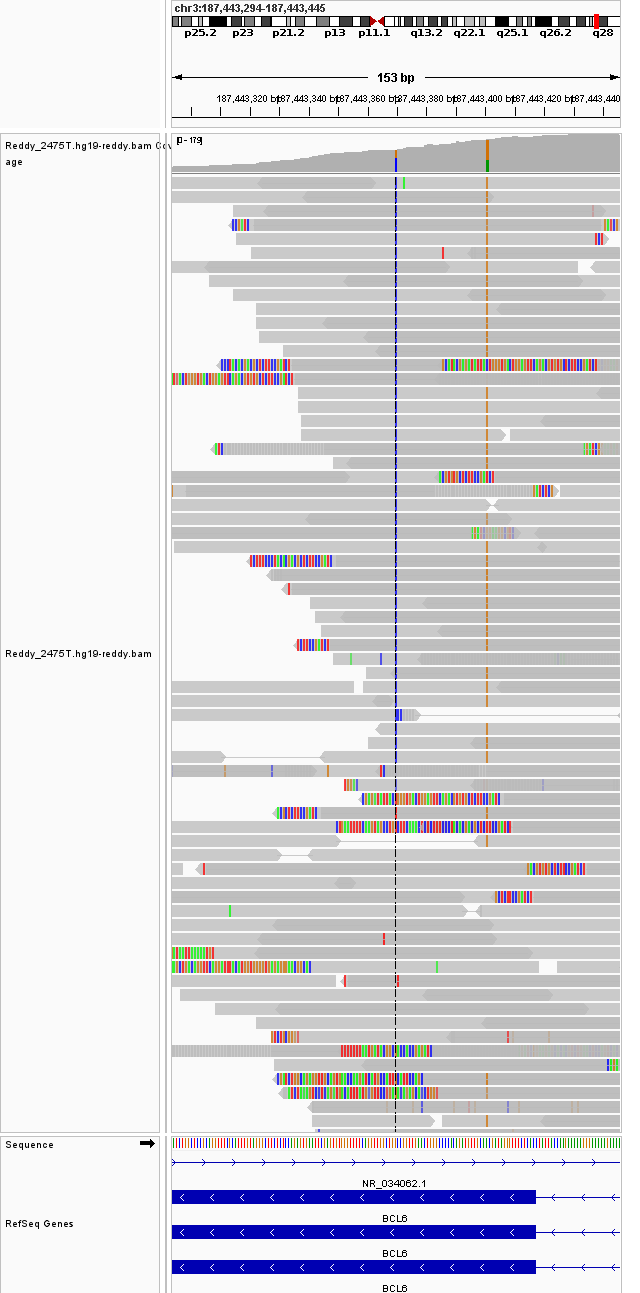 chr3:187,443,294-187,443,445
p25.2 p23 p21.2 p13 p11.1 q13.2 q22.1 q25.1 q26.2 q28
153 bp
187,443,320 bp 187,443,340 bp 187,443,360 bp 187,443,380 bp 187,443,400 bp 187,443,420 bp 187,443,440
[0 - 179]
Reddy_2475T.hg19-reddy.bam Cov
age
Reddy_2475T.hg19-reddy.bam
Sequence
NR_034062.1
RefSeq Genes
BCL6
BCL6
BCL6